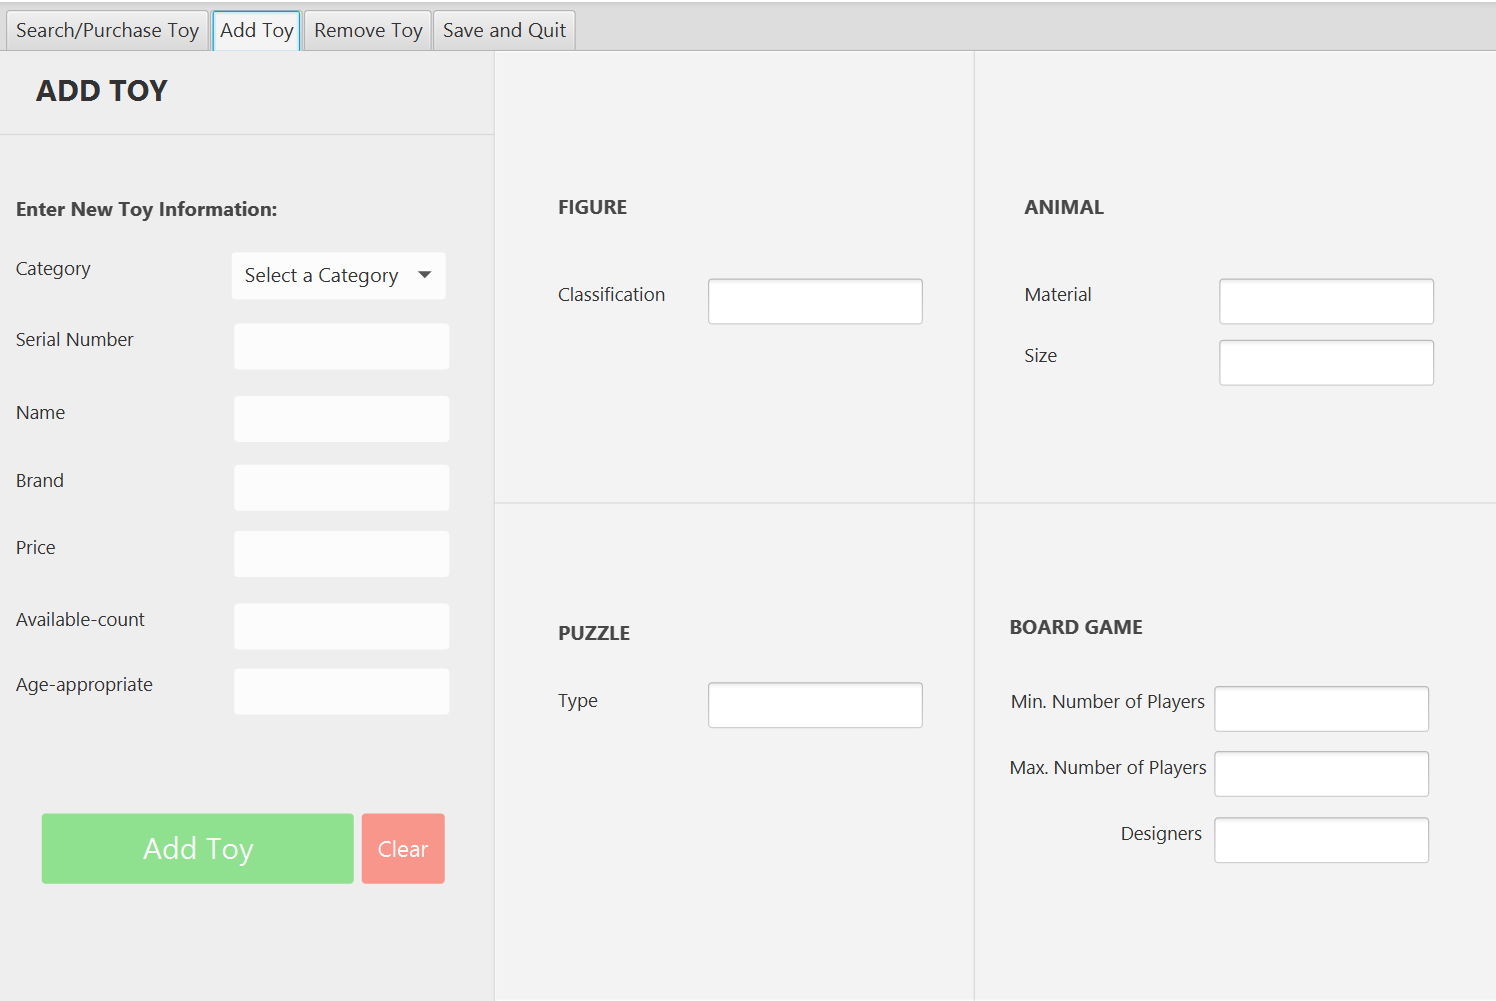 Search/Purchase Toy
Add Toy
Remove Toy
Save and Quit
ADD TOY
Enter New Toy Information:
Category
Select a Category
Serial Number
Name
Brand
Price
Available-count
Age-appropriate
Add Toy
Clear
FIGURE
Classification
ANIMAL
Material
Size
PUZZLE
Type
BOARD GAME
Min. Number of Players
Max. Number of Players
Designers